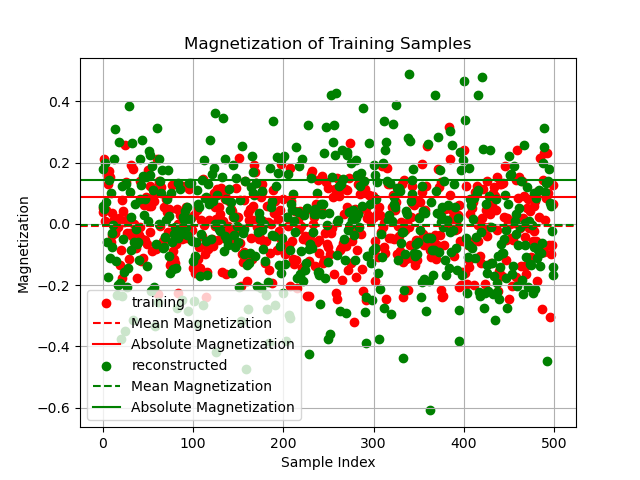 Magnetization of Training Samples
Magnetization
0.4
0.2
0.0
−0.2
−0.4
−0.6
training
Mean Magnetization
Absolute Magnetization
reconstructed
Mean Magnetization
Absolute Magnetization
0 100 200 300 400 500
Sample Index